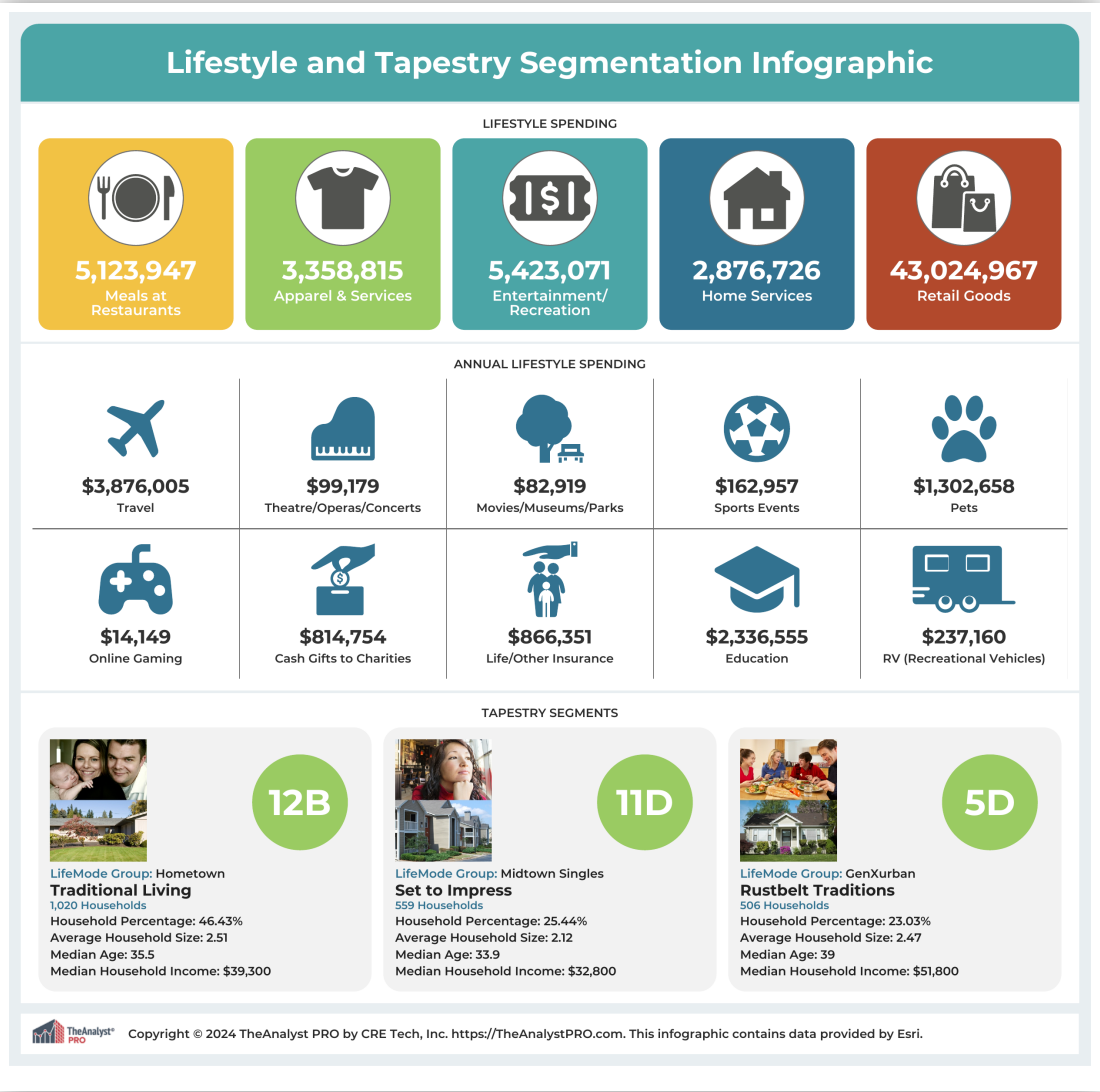 Lifestyle and Tapestry Segmentation Infographic
LIFESTYLE SPENDING
5,123,947
Meals at
Restaurants
3,358,815
Apparel & Services
$
5,423,071
Entertainment/
Recreation
2,876,726
Home Services
43,024,967
Retail Goods
ANNUAL LIFESTYLE SPENDING
$3,876,005
Travel
$99,179
Theatre/Operas/Concerts
$82,919
Movies/Museums/Parks
$162,957
Sports Events
$1,302,658
Pets
$14,149
Online Gaming
$
$814,754
Cash Gifts to Charities
$866,351
Life/Other Insurance
$2,336,555
Education
$237,160
RV (Recreational Vehicles)
TAPESTRY SEGMENTS
12B
LifeMode Group: Hometown
Traditional Living
1,020 Households
Household Percentage: 46.43%
Average Household Size: 2.51
Median Age: 35.5
Median Household Income: $39,300
11D
LifeMode Group: Midtown Singles
Set to Impress
559 Households
Household Percentage: 25.44%
Average Household Size: 2.12
Median Age: 33.9
Median Household Income: $32,800
5D
LifeMode Group: GenXurban
Rustbelt Traditions
506 Households
Household Percentage: 23.03%
Average Household Size: 2.47
Median Age: 39
Median Household Income: $51,800
TheAnalyst®
PRO
Copyright © 2024 TheAnalyst PRO by CRE Tech, Inc. https://TheAnalystPRO.com. This infographic contains data provided by Esri.